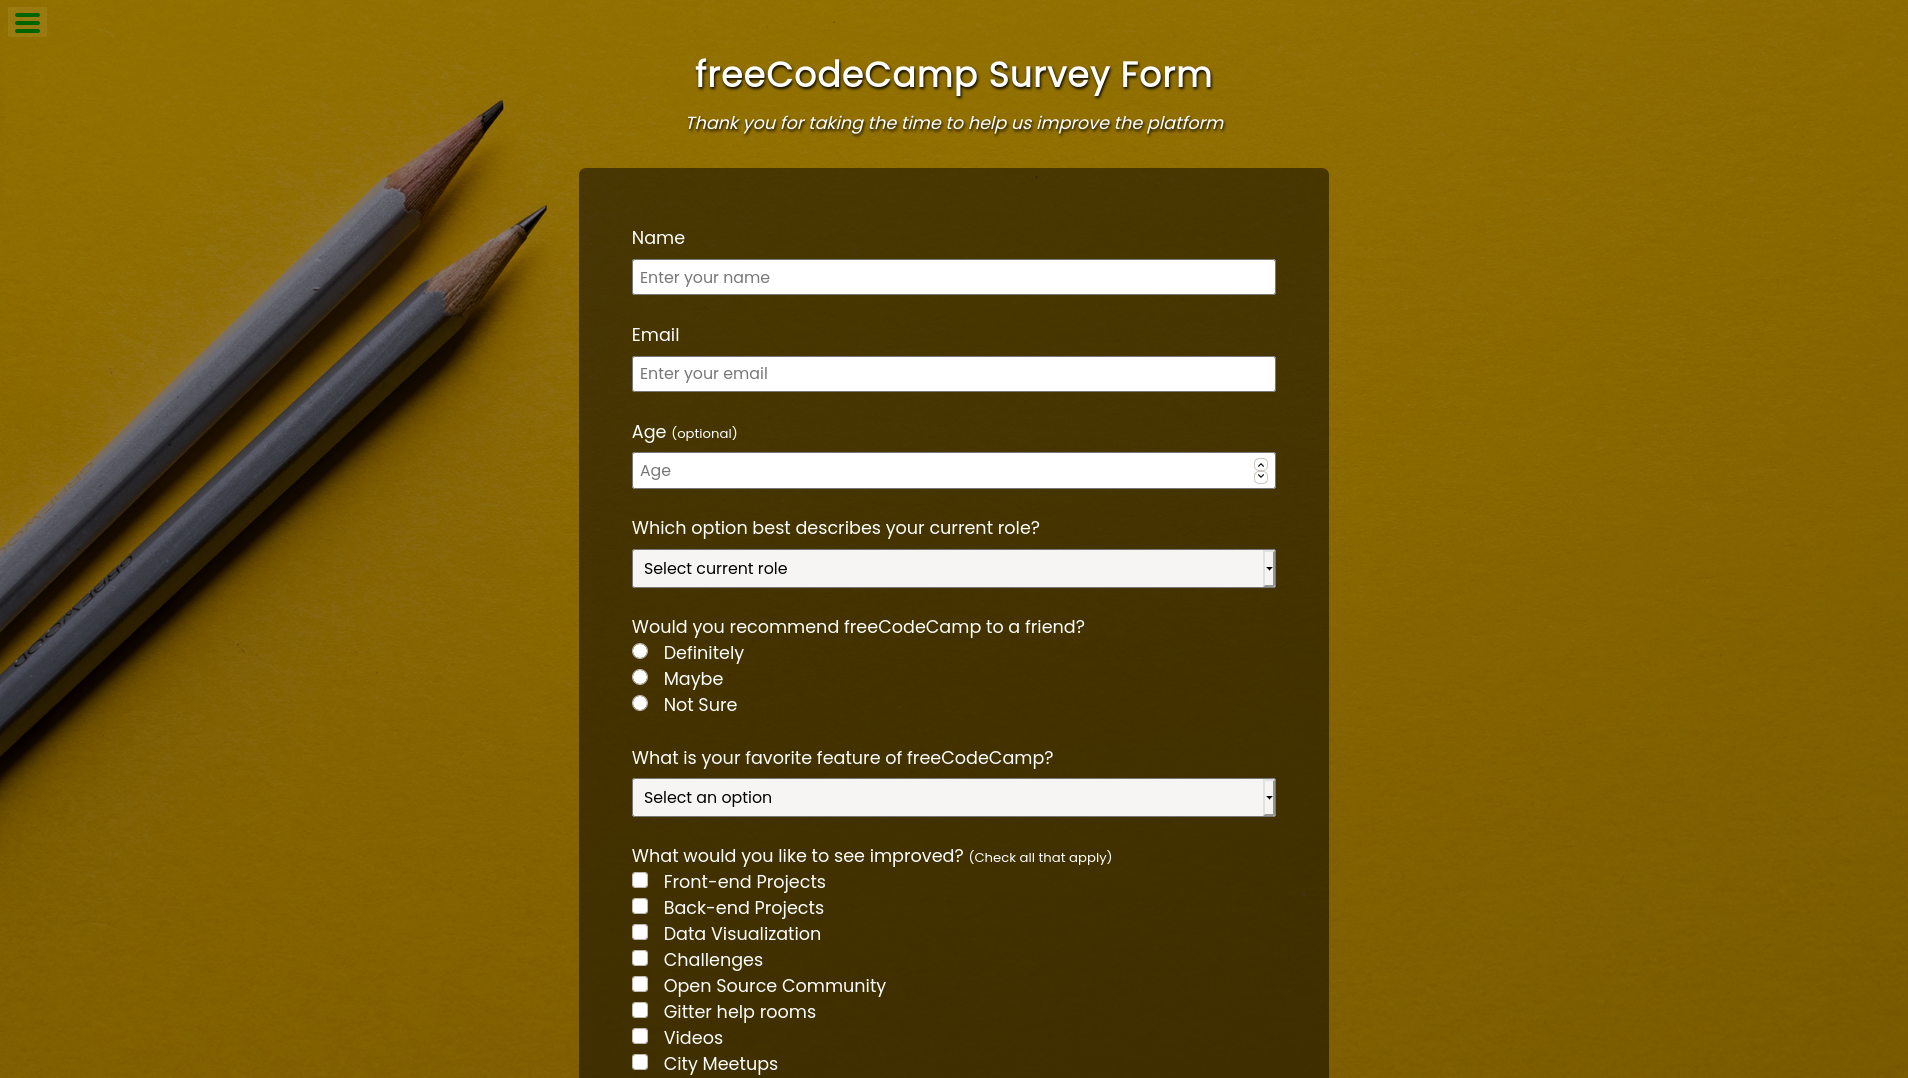 freeCodeCamp Survey Form
Thank you for taking the time to help us improve the platform
Name
Enter your name
Email
Enter your email
Age (optional)
Age
Which option best describes your current role?
Select current role
Would you recommend freeCodeCamp to a friend?
Definitely
Maybe
Not Sure
What is your favorite feature of freeCodeCamp?
Select an option
What would you like to see improved? (Check all that apply)
Front-end Projects
Back-end Projects
Data Visualization
Challenges
Open Source Community
Gitter help rooms
Videos
City Meetups